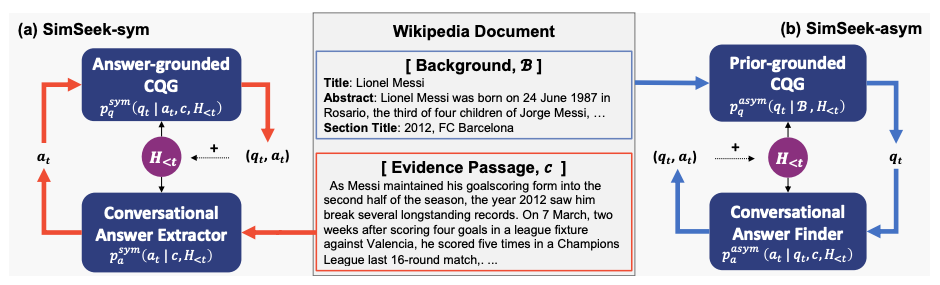 (a) SimSeek-sym
Answer-grounded
CQG
p_q^{sym}(q_t | a_t, c, H_{<t})
a_t
H_{<t}
+
(q_t, a_t)
Conversational
Answer Extractor
p_a^{sym}(a_t | c, H_{<t})
Wikipedia Document
[ Background, ℬ ]
Title: Lionel Messi
Abstract: Lionel Messi was born on 24 June 1987 in
Rosario, the third of four children of Jorge Messi, …
Section Title: 2012, FC Barcelona
[ Evidence Passage, c ]
As Messi maintained his goalscoring form into the
second half of the season, the year 2012 saw him
break several longstanding records. On 7 March, two
weeks after scoring four goals in a league fixture
against Valencia, he scored five times in a Champions
League last 16-round match,. ...
(b) SimSeek-asym
Prior-grounded
CQG
p_q^{asym}(q_t | ℬ, H_{<t})
(q_t, a_t)
+
H_{<t}
q_t
Conversational
Answer Finder
p_a^{asym}(a_t | q_t, c, H_{<t})